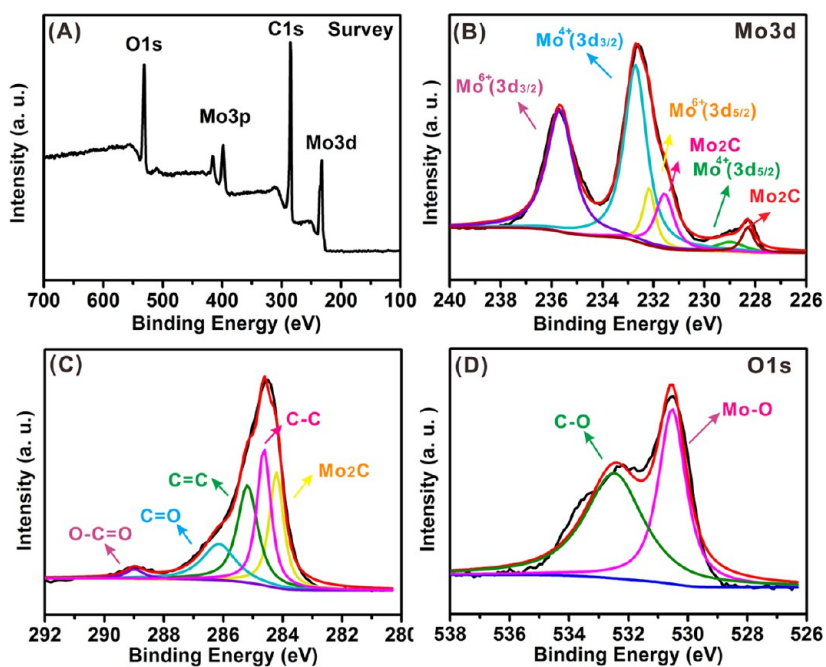 (A)
Survey
C1s
O1s
Mo3p
Mo3d
Intensity (a. u.)
700 600 500 400 300 200 100
Binding Energy (eV)
(B)
Mo3d
Mo⁴⁺(3d₃/₂)
Mo⁶⁺(3d₃/₂)
Mo⁶⁺(3d₅/₂)
Mo₂C
Mo⁴⁺(3d₅/₂)
Mo₂C
Intensity (a. u.)
240 238 236 234 232 230 228 226
Binding Energy (eV)
(C)
C-C
C=C
Mo₂C
C=O
O-C=O
Intensity (a. u.)
292 290 288 286 284 282 280
Binding Energy (eV)
(D)
O1s
C-O
Mo-O
Intensity (a. u. )
538 536 534 532 530 528 526
Binding Energy (eV)